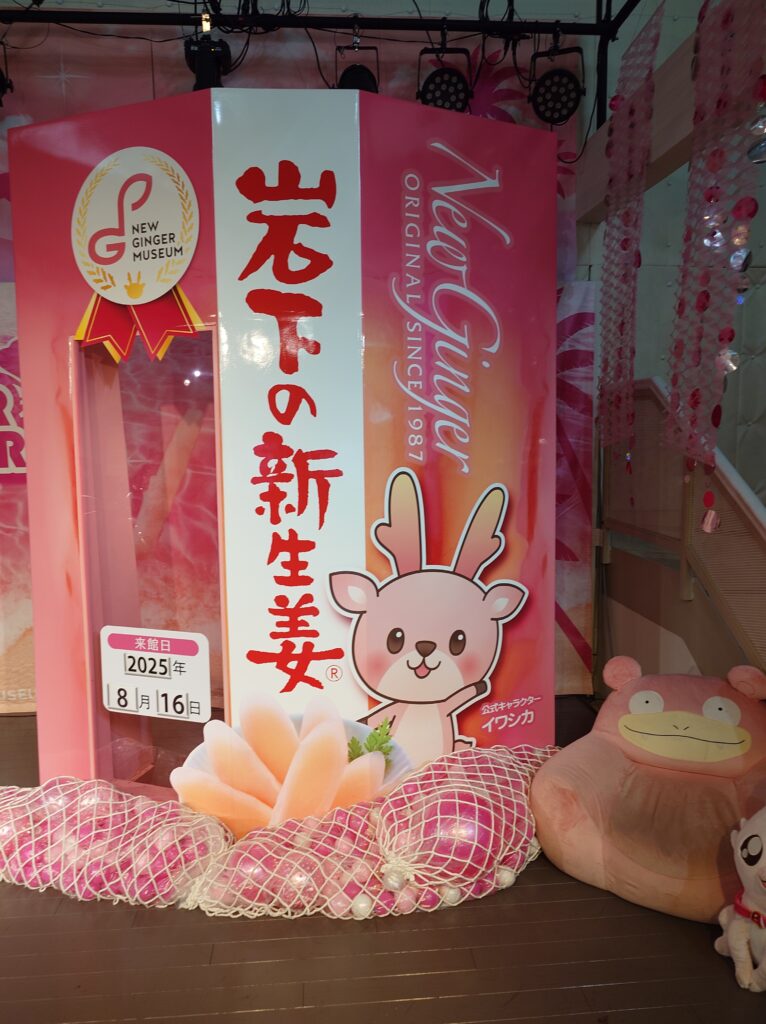 NEW
GINGER
MUSEUM
岩下の新生姜
®
New Ginger
ORIGINAL SINCE 1987
来館日
2025年
8月16日
公式キャラクター
イワシカ